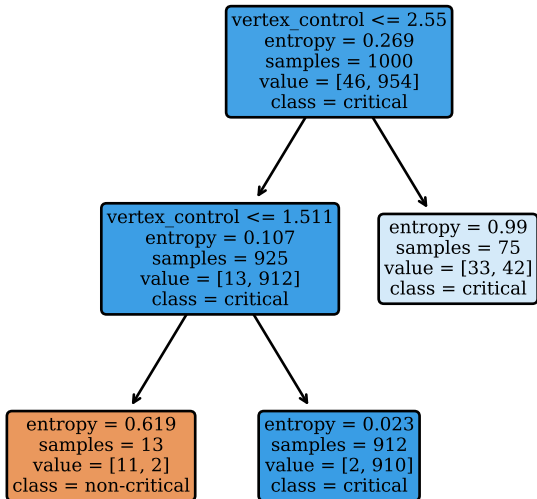 vertex_control <= 2.55
entropy = 0.269
samples = 1000
value = [46, 954]
class = critical
vertex_control <= 1.511
entropy = 0.107
samples = 925
value = [13, 912]
class = critical
entropy = 0.99
samples = 75
value = [33, 42]
class = critical
entropy = 0.619
samples = 13
value = [11, 2]
class = non-critical
entropy = 0.023
samples = 912
value = [2, 910]
class = critical